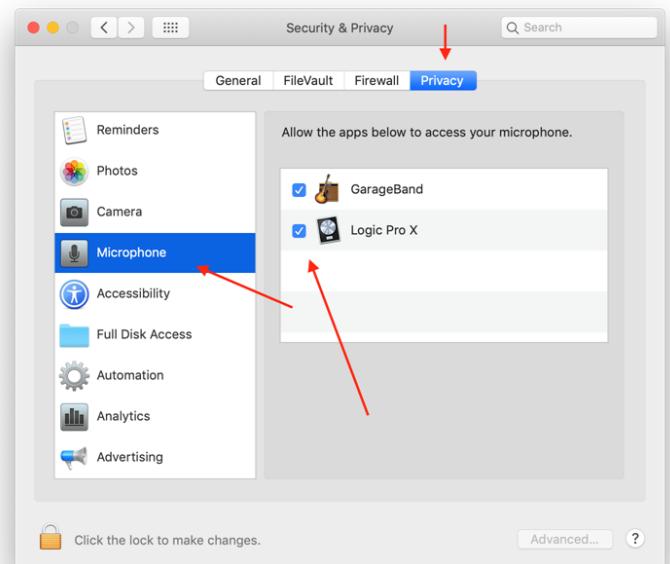 Security & Privacy
Search
General FileVault Firewall Privacy
Reminders
Photos
Camera
Microphone
Accessibility
Full Disk Access
Automation
Analytics
Advertising
Allow the apps below to access your microphone.
GarageBand
Logic Pro X
Click the lock to make changes.
Advanced... ?